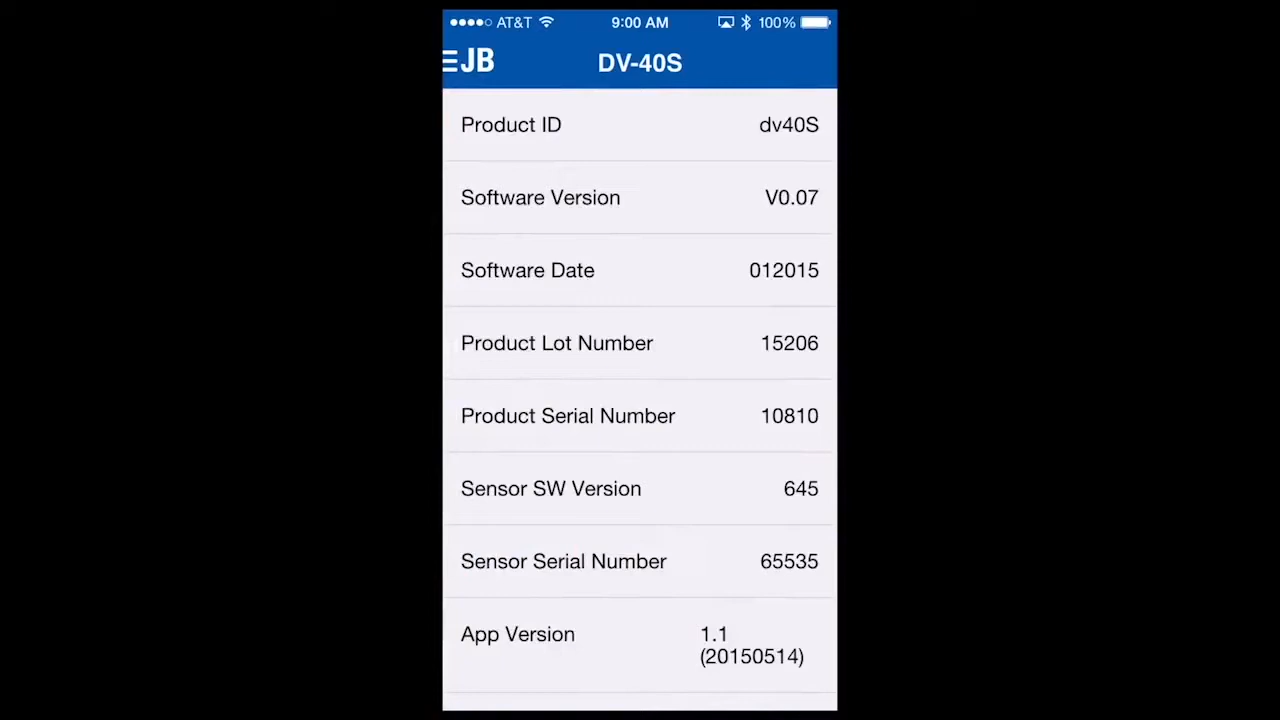 AT&T 9:00 AM 100%
JB DV-40S
Product ID dv40S
Software Version V0.07
Software Date 012015
Product Lot Number 15206
Product Serial Number 10810
Sensor SW Version 645
Sensor Serial Number 65535
App Version 1.1
(20150514)